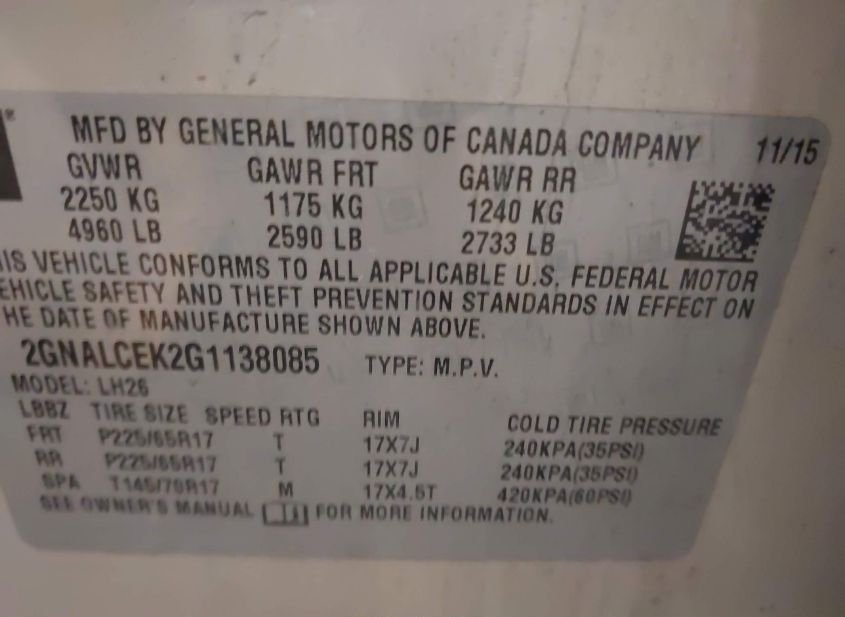 ®
MFD BY GENERAL MOTORS OF CANADA COMPANY 11/15
GVWR GAWR FRT GAWR RR
2250 KG 1175 KG 1240 KG
4960 LB 2590 LB 2733 LB
IS VEHICLE CONFORMS TO ALL APPLICABLE U.S. FEDERAL MOTOR
EHICLE SAFETY AND THEFT PREVENTION STANDARDS IN EFFECT ON
HE DATE OF MANUFACTURE SHOWN ABOVE.
2GNALCEK2G1138085 TYPE: M.P.V.
MODEL: LH26
LBBZ TIRE SIZE SPEED RTG RIM COLD TIRE PRESSURE
FRT P225/65R17 T 17X7J 240KPA(35PSI)
RR P225/65R17 T 17X7J 240KPA(35PSI)
SPA T145/70R17 M 17X4.5T 420KPA(60PSI)
SEE OWNER'S MANUAL FOR MORE INFORMATION.